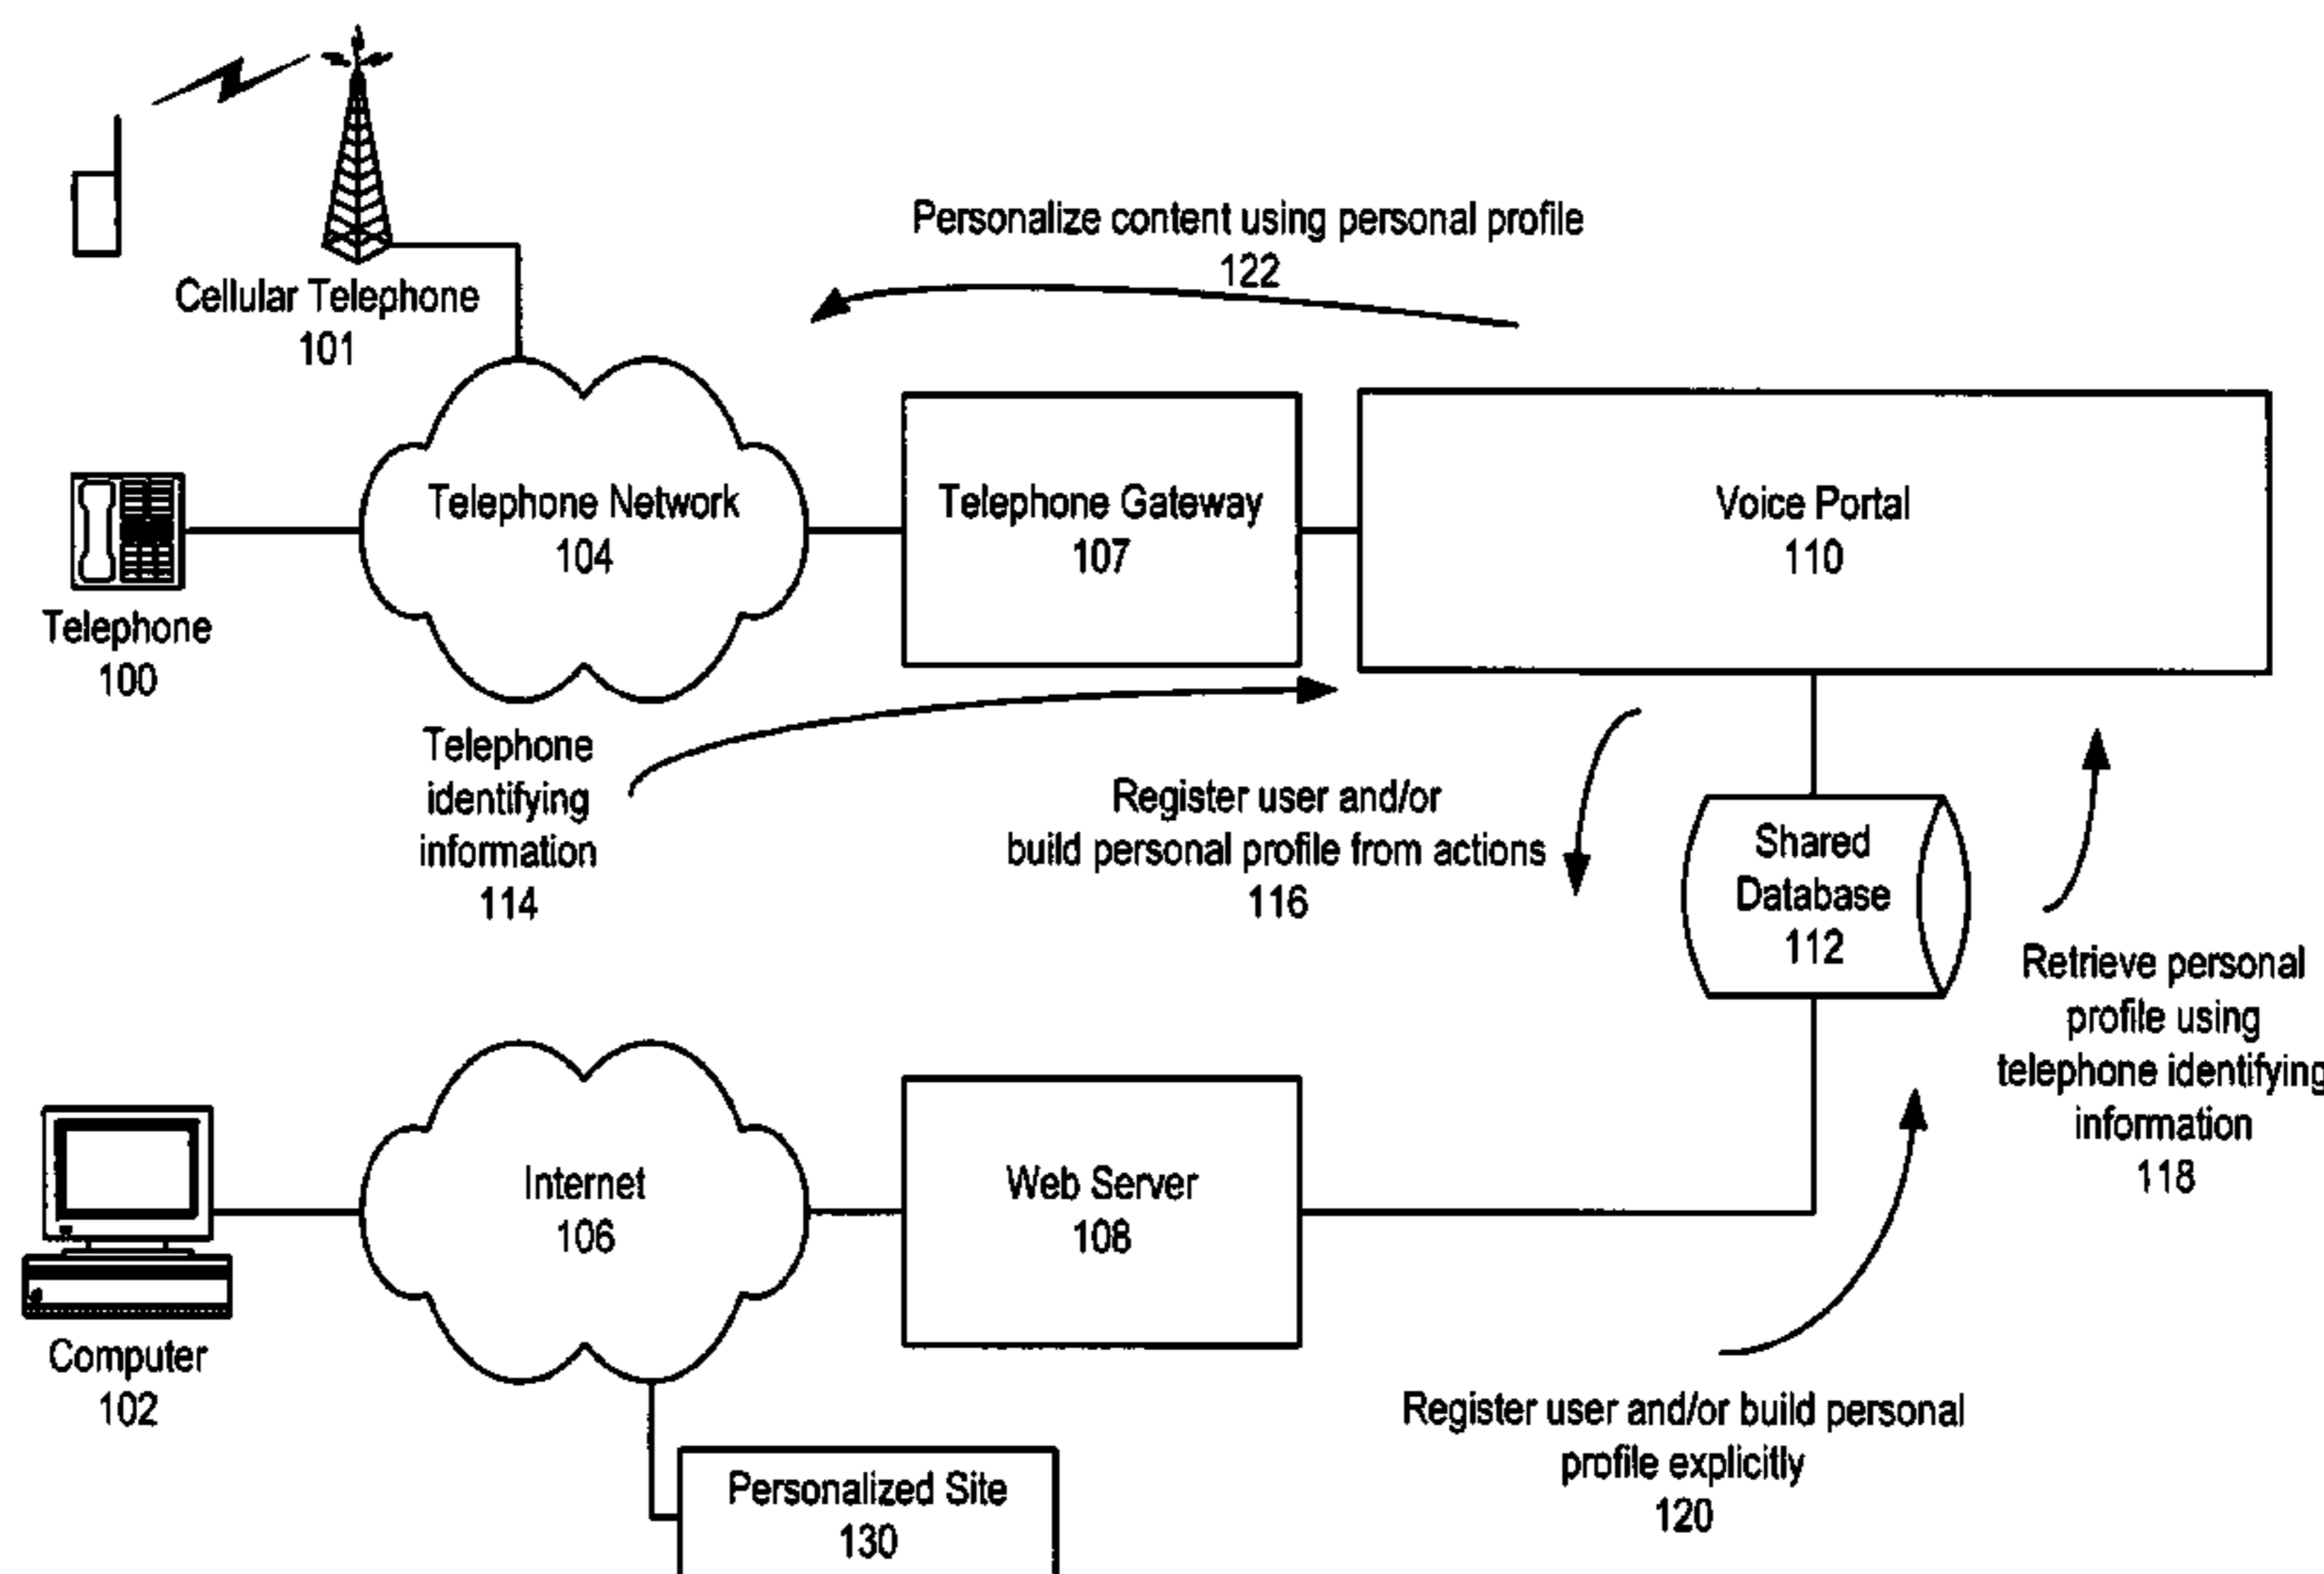 Personalize content using personal profile
122
Cellular Telephone
101
Telephone Network
104
Telephone Gateway
107
Voice Portal
110
Telephone
100
Telephone
identifying
information
114
Register user and/or
build personal profile from actions
116
Shared
Database
112
Retrieve personal
profile using
telephone identifying
information
118
Internet
106
Web Server
108
Computer
102
Register user and/or build personal
profile explicitly
120
Personalized Site
130